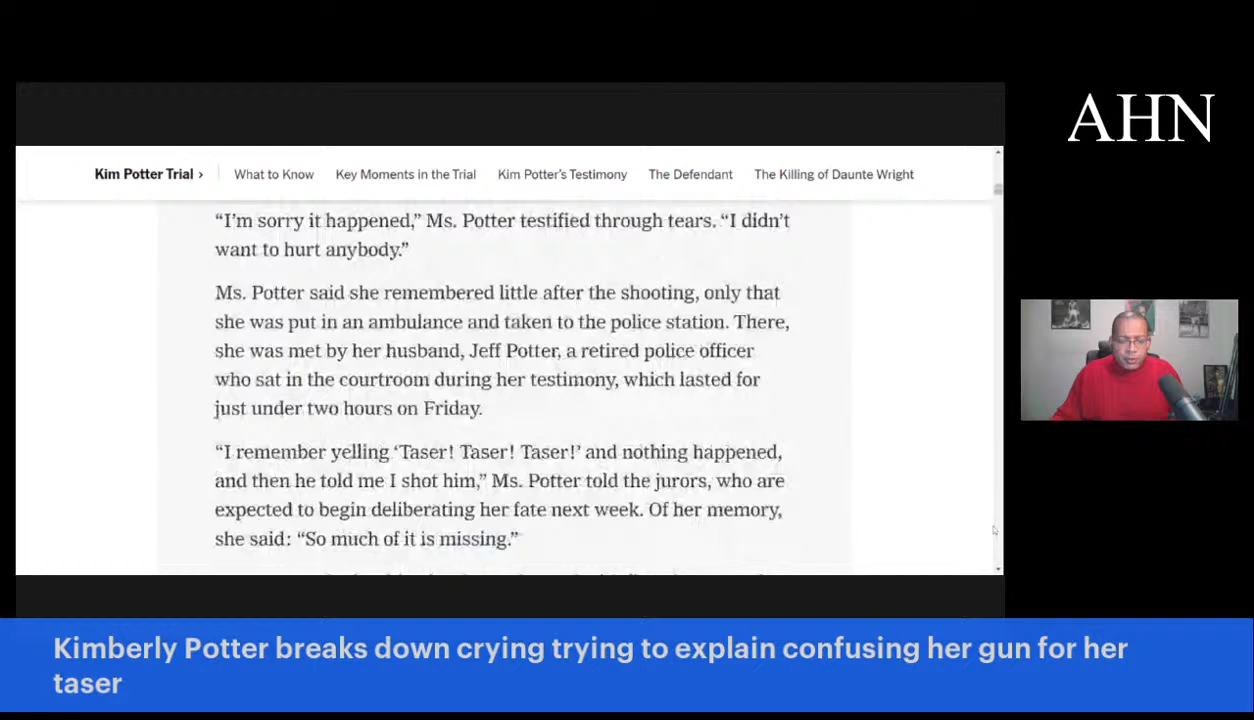 AHN
Kim Potter Trial ›
What to Know
Key Moments in the Trial
Kim Potter's Testimony
The Defendant
The Killing of Daunte Wright
“I’m sorry it happened,” Ms. Potter testified through tears. “I didn’t
want to hurt anybody.”
Ms. Potter said she remembered little after the shooting, only that
she was put in an ambulance and taken to the police station. There,
she was met by her husband, Jeff Potter, a retired police officer
who sat in the courtroom during her testimony, which lasted for
just under two hours on Friday.
“I remember yelling ‘Taser! Taser! Taser!’ and nothing happened,
and then he told me I shot him,” Ms. Potter told the jurors, who are
expected to begin deliberating her fate next week. Of her memory,
she said: “So much of it is missing.”
Kimberly Potter breaks down crying trying to explain confusing her gun for her
taser